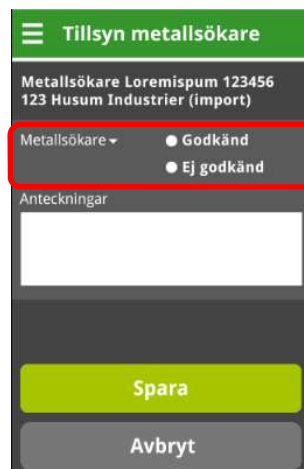 Tillsyn metallsökare
Metallsökare Loremispum 123456
123 Husum Industrier (import)
Metallsökare
Godkänd
Ej godkänd
Anteckningar
Spara
Avbryt